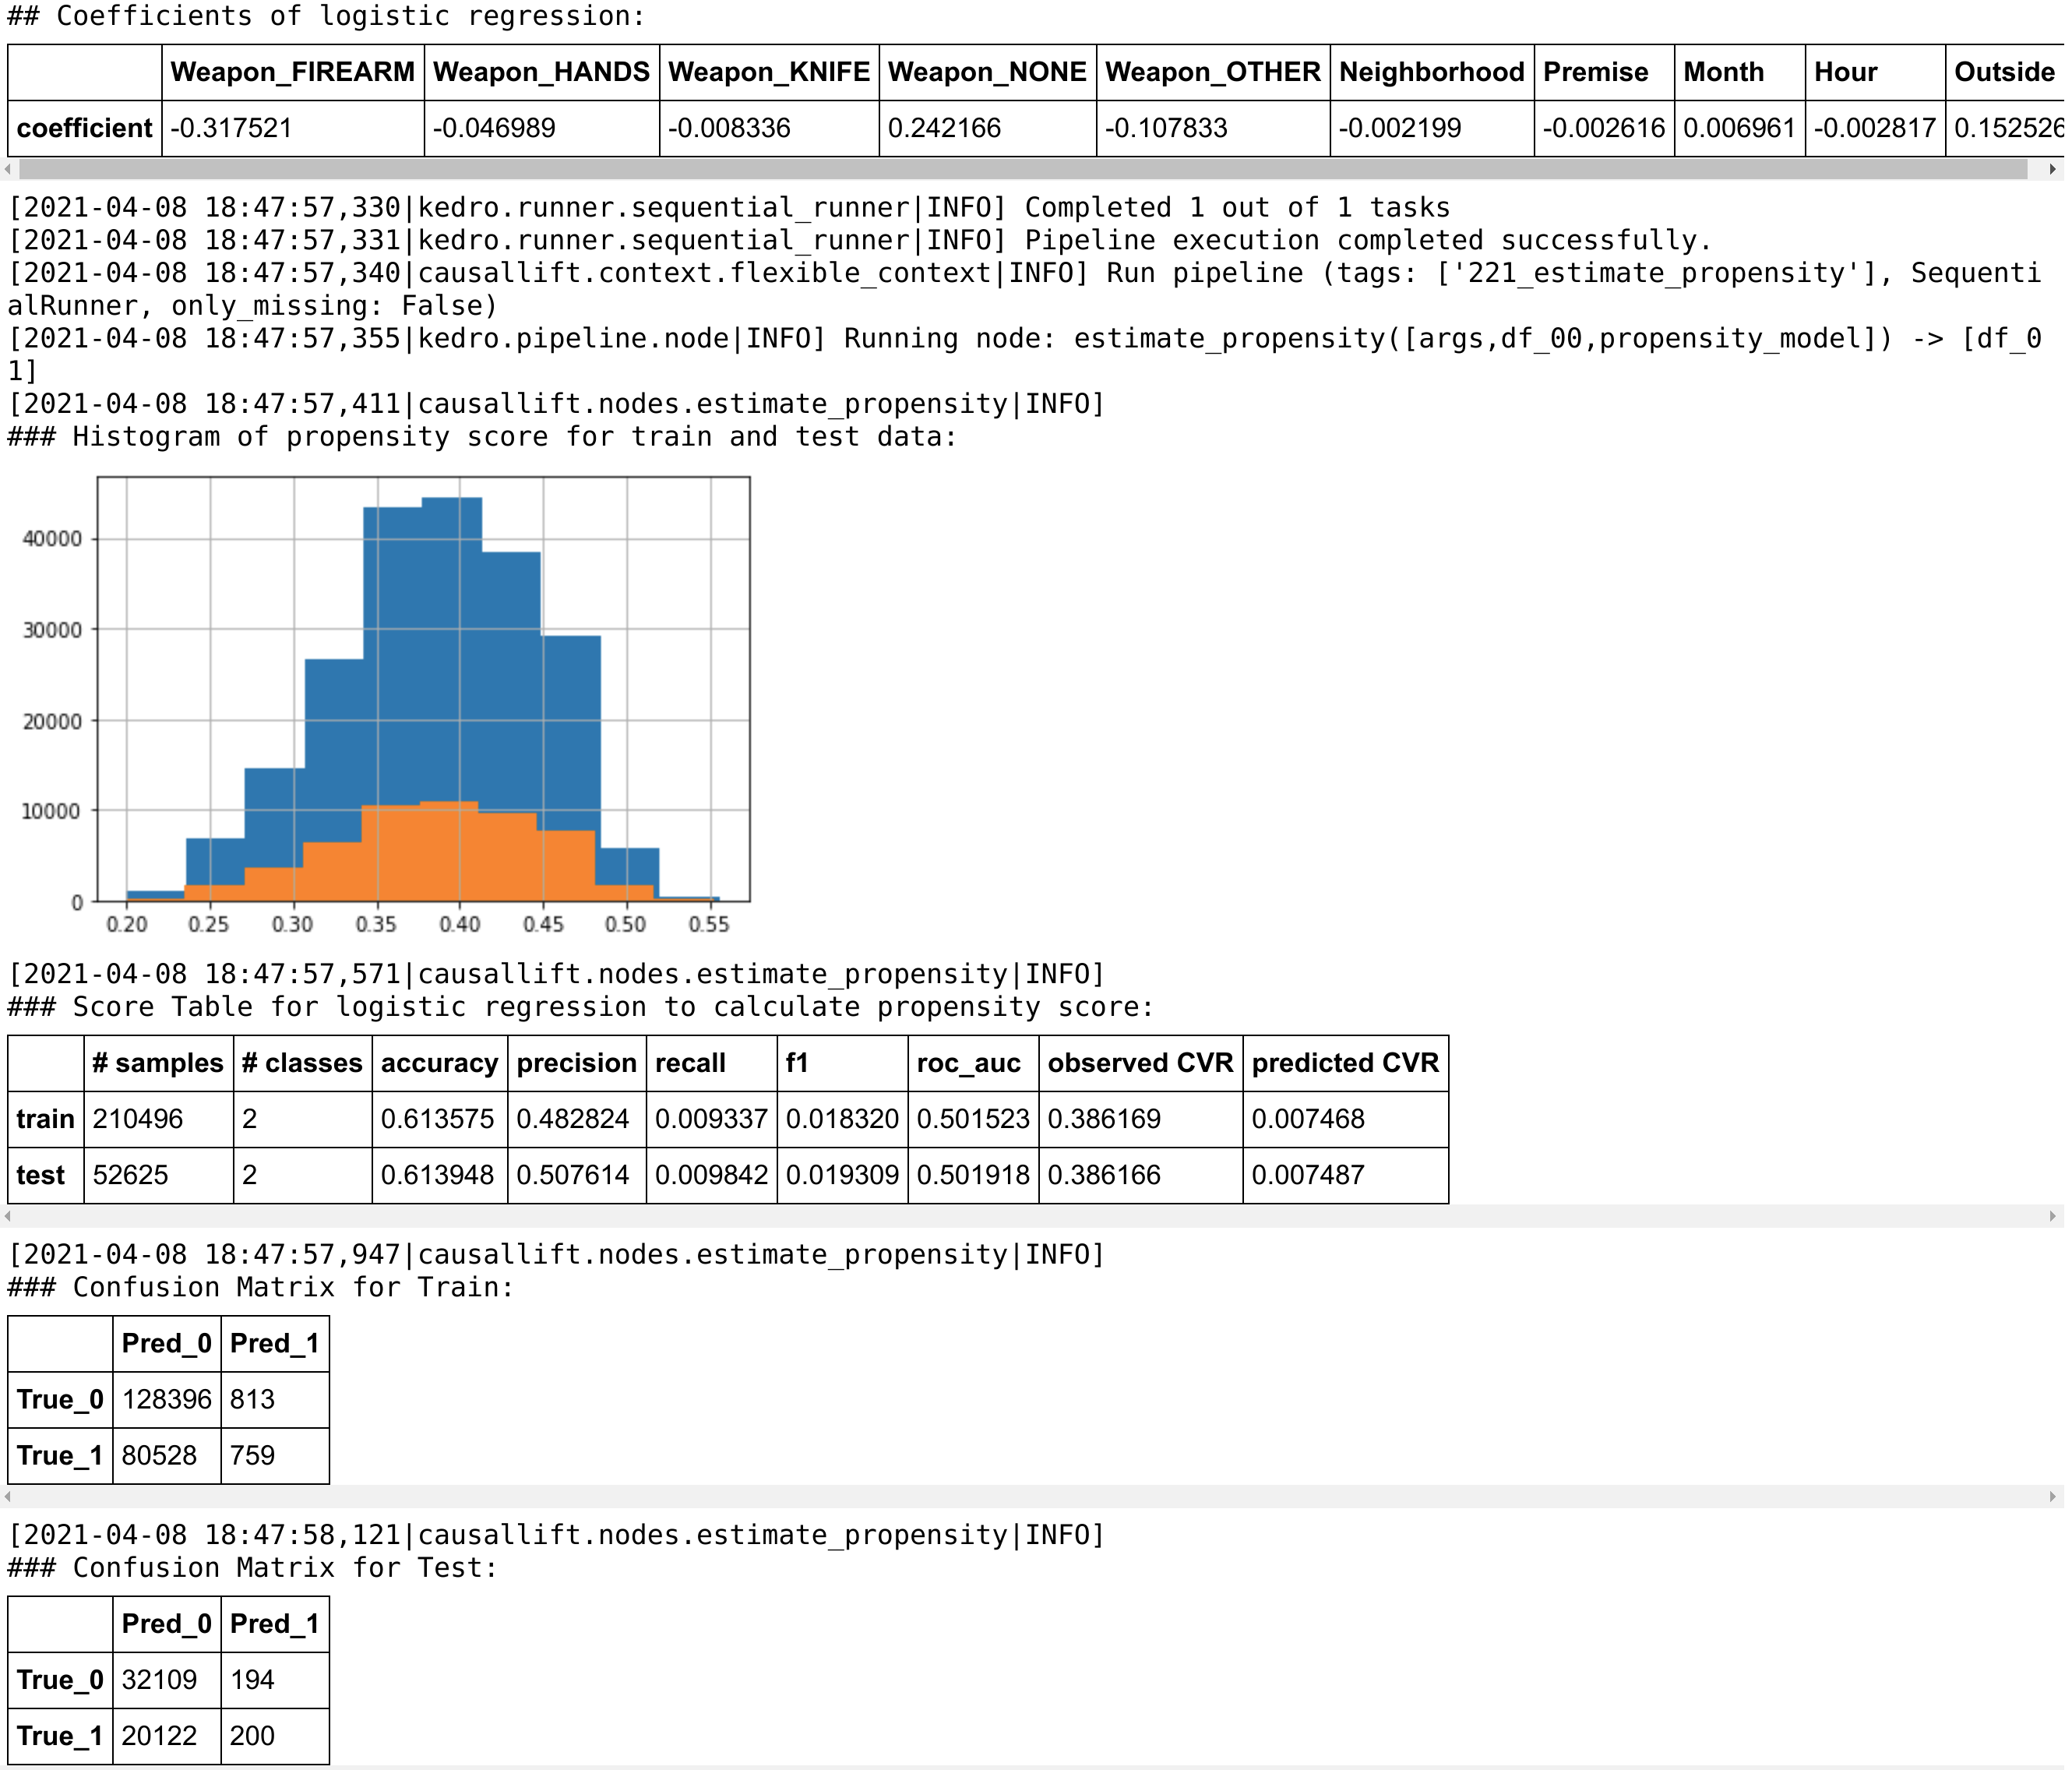 ## Coefficients of logistic regression:
Weapon_FIREARM Weapon_HANDS Weapon_KNIFE Weapon_NONE Weapon_OTHER Neighborhood Premise Month Hour Outside
coefficient -0.317521 -0.046989 -0.008336 0.242166 -0.107833 -0.002199 -0.002616 0.006961 -0.002817 0.152526
[2021-04-08 18:47:57,330|kedro.runner.sequential_runner|INFO] Completed 1 out of 1 tasks
[2021-04-08 18:47:57,331|kedro.runner.sequential_runner|INFO] Pipeline execution completed successfully.
[2021-04-08 18:47:57,340|causallift.context.flexible_context|INFO] Run pipeline (tags: ['221_estimate_propensity'], Sequenti
alRunner, only_missing: False)
[2021-04-08 18:47:57,355|kedro.pipeline.node|INFO] Running node: estimate_propensity([args,df_00,propensity_model]) -> [df_0
1]
[2021-04-08 18:47:57,411|causallift.nodes.estimate_propensity|INFO]
### Histogram of propensity score for train and test data:
40000
30000
20000
10000
0
0.20 0.25 0.30 0.35 0.40 0.45 0.50 0.55
[2021-04-08 18:47:57,571|causallift.nodes.estimate_propensity|INFO]
### Score Table for logistic regression to calculate propensity score:
# samples # classes accuracy precision recall f1 roc_auc observed CVR predicted CVR
train 210496 2 0.613575 0.482824 0.009337 0.018320 0.501523 0.386169 0.007468
test 52625 2 0.613948 0.507614 0.009842 0.019309 0.501918 0.386166 0.007487
[2021-04-08 18:47:57,947|causallift.nodes.estimate_propensity|INFO]
### Confusion Matrix for Train:
Pred_0 Pred_1
True_0 128396 813
True_1 80528 759
[2021-04-08 18:47:58,121|causallift.nodes.estimate_propensity|INFO]
### Confusion Matrix for Test:
Pred_0 Pred_1
True_0 32109 194
True_1 20122 200